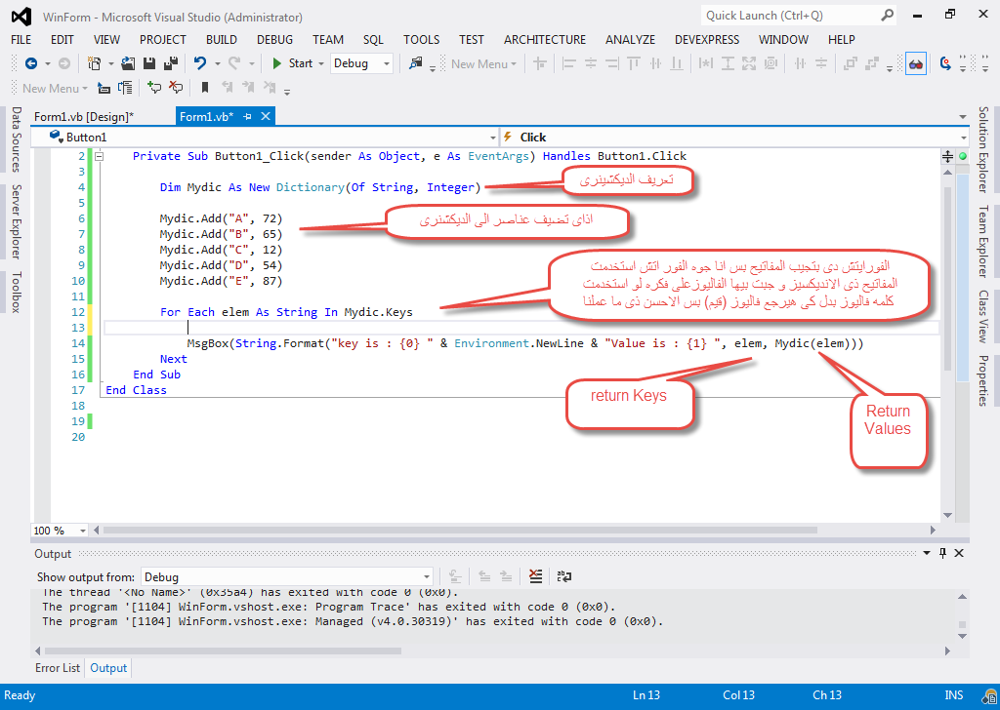 WinForm - Microsoft Visual Studio (Administrator)
Quick Launch (Ctrl+Q)
FILE EDIT VIEW PROJECT BUILD DEBUG TEAM SQL TOOLS TEST ARCHITECTURE ANALYZE DEVEXPRESS WINDOW HELP
Start Debug New Menu
New Menu
Form1.vb [Design]* Form1.vb*
Button1 Click
Data Sources
Server Explorer
Toolbox
Solution Explorer
Team Explorer
Class View
Properties
2 Private Sub Button1_Click(sender As Object, e As EventArgs) Handles Button1.Click
3
4 Dim Mydic As New Dictionary(Of String, Integer)
5
6 Mydic.Add("A", 72)
7 Mydic.Add("B", 65)
8 Mydic.Add("C", 12)
9 Mydic.Add("D", 54)
10 Mydic.Add("E", 87)
11
12 For Each elem As String In Mydic.Keys
13
14 MsgBox(String.Format("key is : {0} " & Environment.NewLine & "Value is : {1} ", elem, Mydic(elem)))
15 Next
16 End Sub
17 End Class
18
19
20
تعريف الديكشينرى
اذاى تضيف عناصر الى الديكشنرى
الفورايتش دى بتجيب المفاتيح بس انا جوه الفور اتش استخدمت
المفاتيح ذى الانديكسيز و جبت بيها الفاليوزعلى فكره لو استخدمت
كلمه فاليوز بدل كى هيرجع فاليوز (قيم) بس الاحسن ذى ما عملنا
return Keys
Return
Values
100 %
Output
Show output from: Debug
The thread '<No Name>' (0x35a4) has exited with code 0 (0x0).
The program '[1104] WinForm.vshost.exe: Program Trace' has exited with code 0 (0x0).
The program '[1104] WinForm.vshost.exe: Managed (v4.0.30319)' has exited with code 0 (0x0).
Error List Output
Ready Ln 13 Col 13 Ch 13 INS